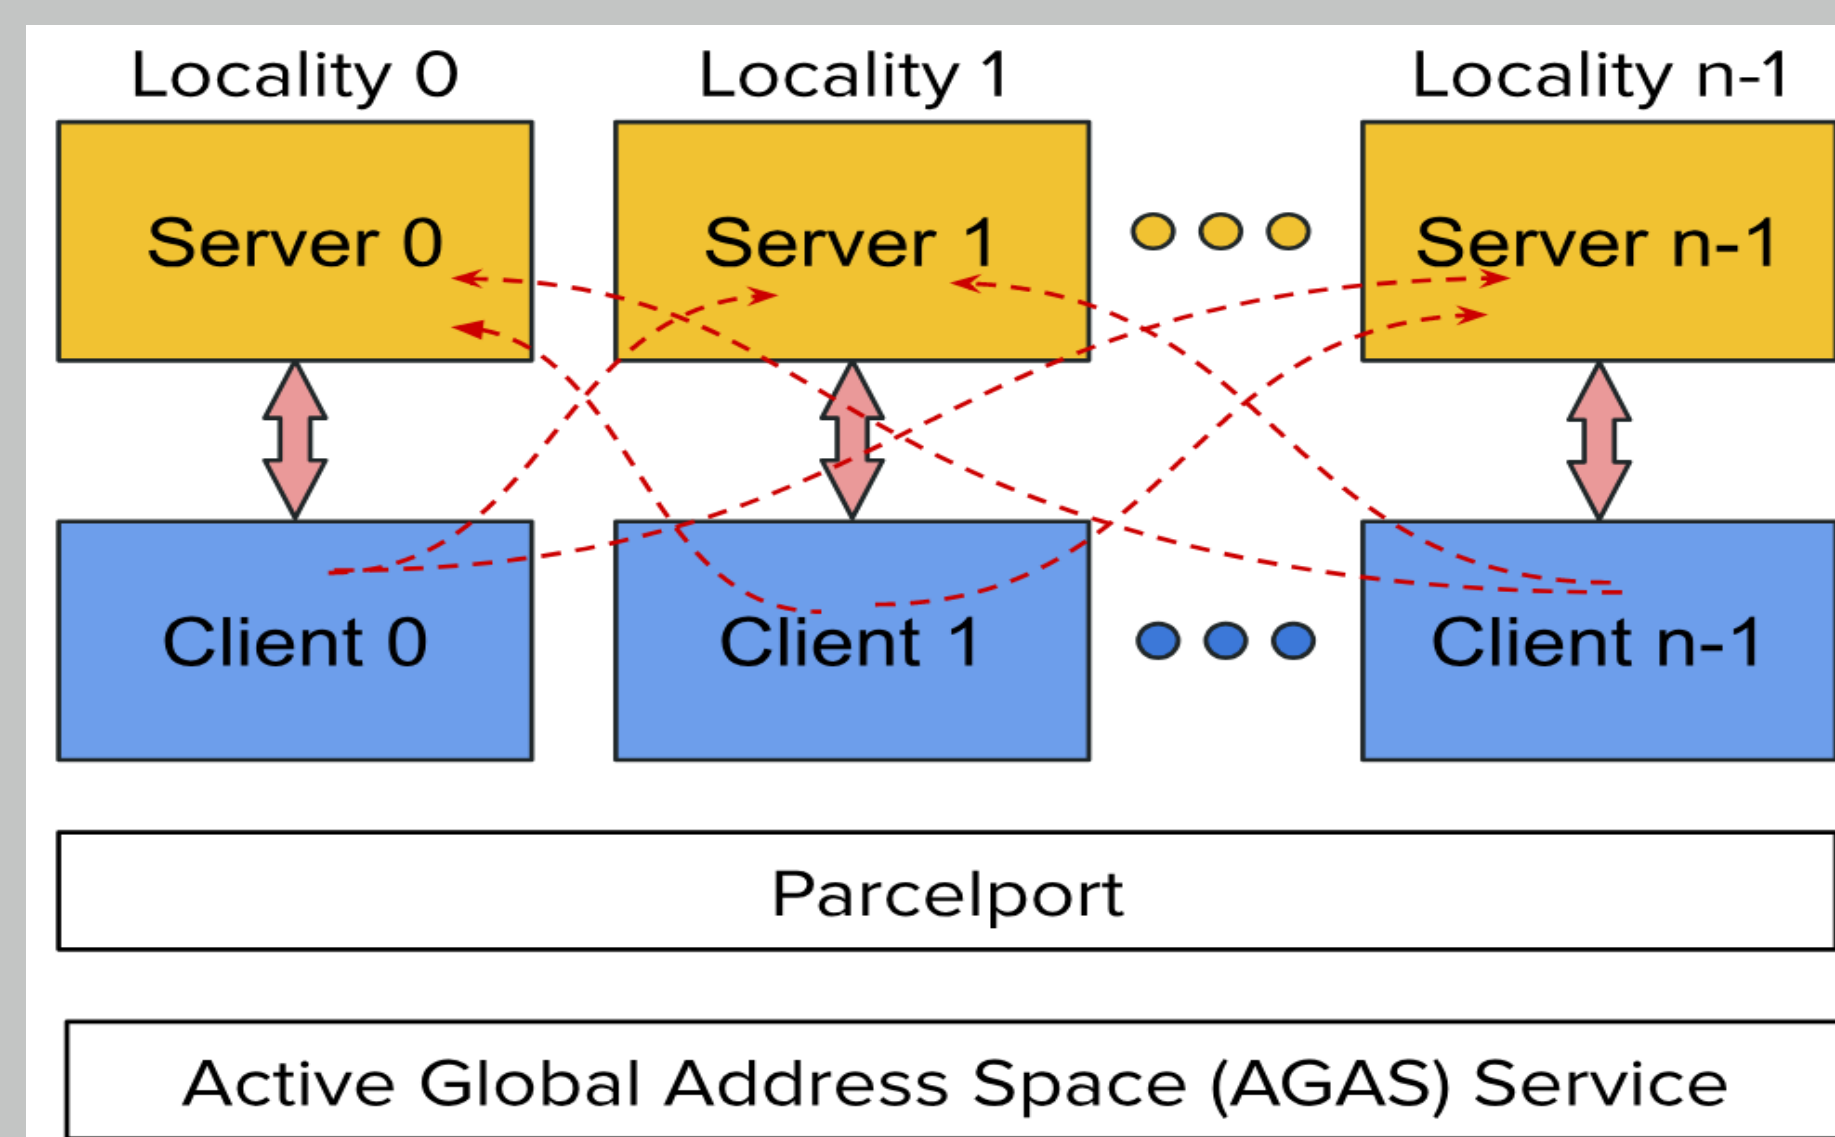 Locality 0
Locality 1
Locality n-1
Server 0
Server 1
Server n-1
Client 0
Client 1
Client n-1
Parcelport
Active Global Address Space (AGAS) Service